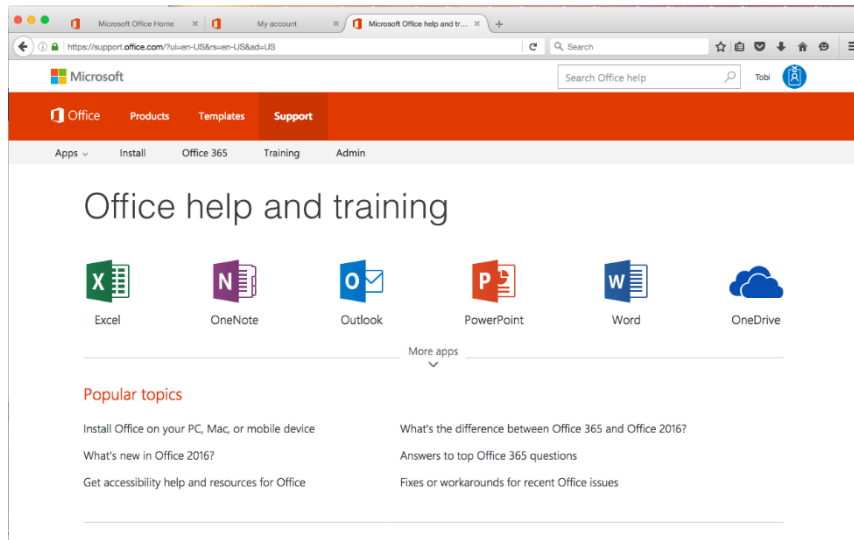 Microsoft Office Home
My account
Microsoft Office help and tr...
https://support.office.com/?ui=en-US&rs=en-US&ad=US
Search
Microsoft
Search Office help
Tobi
Office
Products
Templates
Support
Apps
Install
Office 365
Training
Admin
Office help and training
X
N
O
P
W
Excel
OneNote
Outlook
PowerPoint
Word
OneDrive
More apps
Popular topics
Install Office on your PC, Mac, or mobile device
What's the difference between Office 365 and Office 2016?
What's new in Office 2016?
Answers to top Office 365 questions
Get accessibility help and resources for Office
Fixes or workarounds for recent Office issues